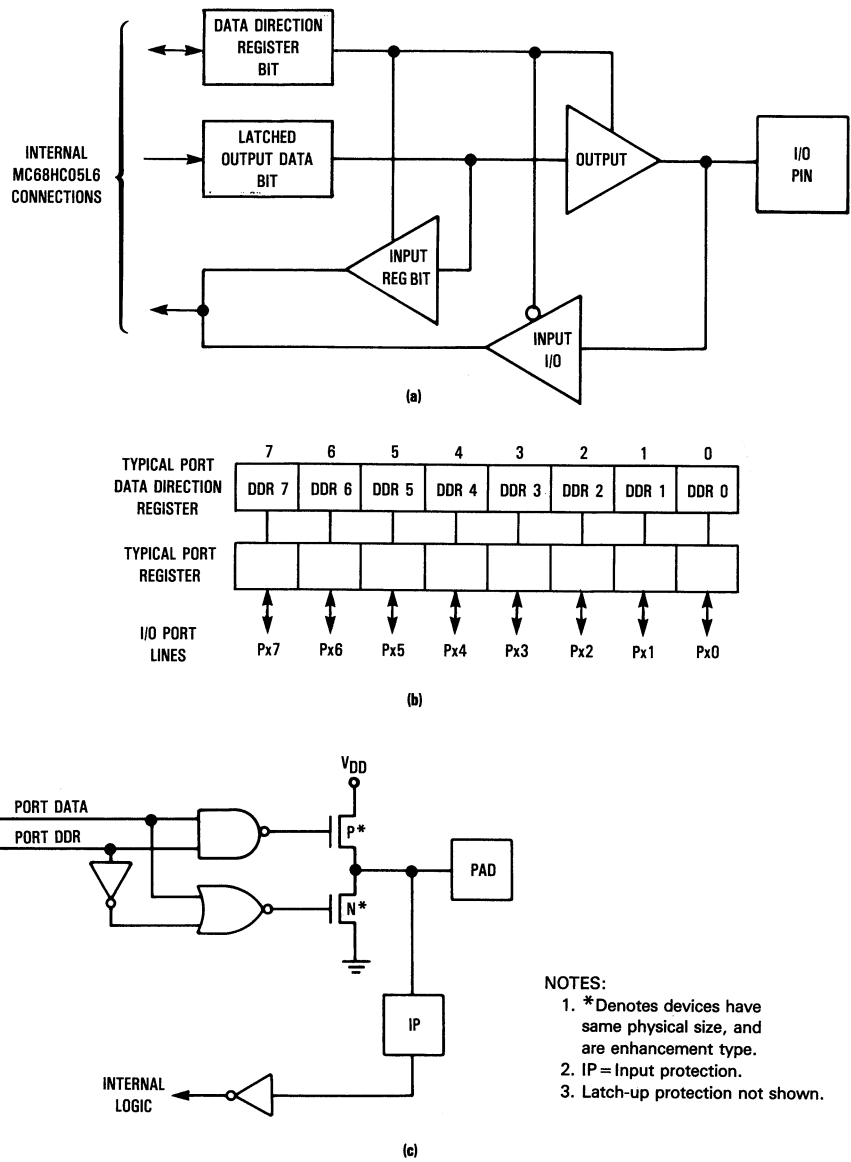 DATA DIRECTION
REGISTER
BIT
LATCHED
OUTPUT DATA
BIT
INTERNAL
MC68HC05L6
CONNECTIONS
OUTPUT
I/O
PIN
INPUT
REG BIT
INPUT
I/O
(a)
7 6 5 4 3 2 1 0
TYPICAL PORT
DATA DIRECTION
REGISTER
DDR 7 DDR 6 DDR 5 DDR 4 DDR 3 DDR 2 DDR 1 DDR 0
TYPICAL PORT
REGISTER
I/O PORT
LINES
Px7 Px6 Px5 Px4 Px3 Px2 Px1 Px0
(b)
VDD
PORT DATA
PORT DDR
P*
N*
PAD
IP
INTERNAL
LOGIC
NOTES:
1. *Denotes devices have
same physical size, and
are enhancement type.
2. IP = Input protection.
3. Latch-up protection not shown.
(c)